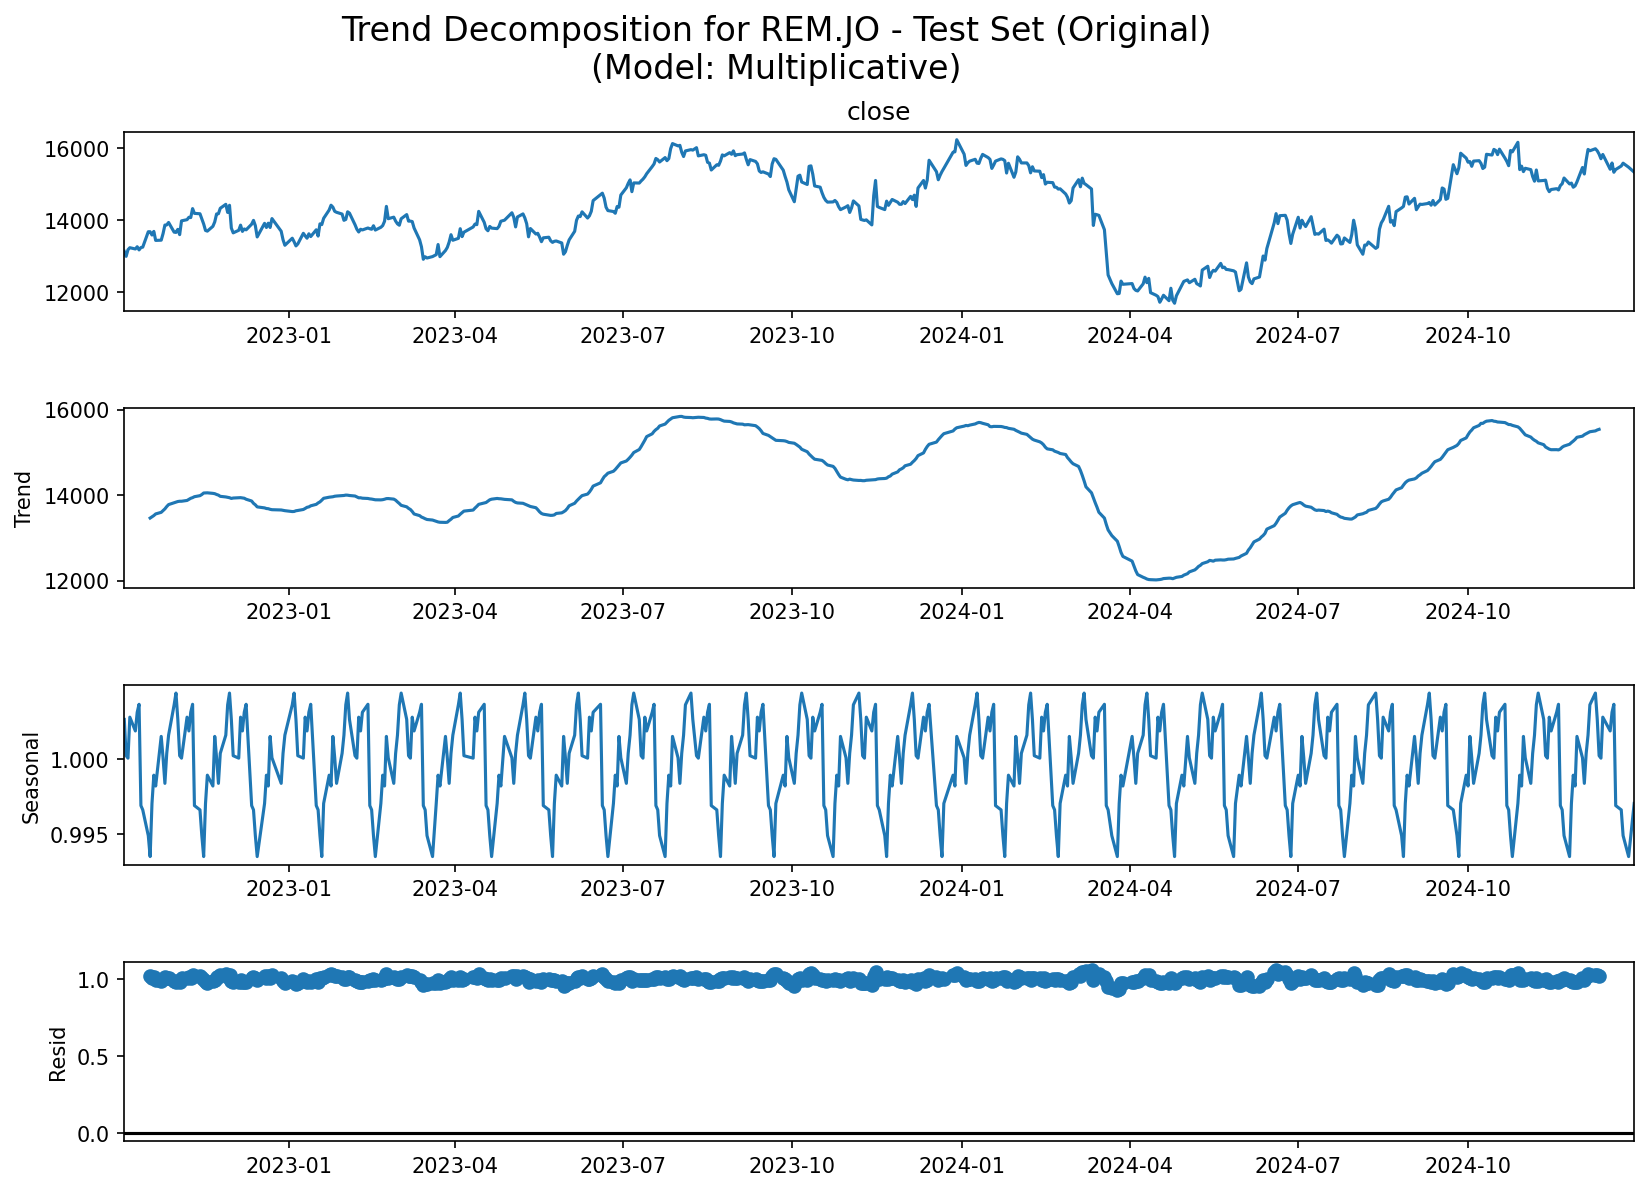 Trend Decomposition for REM.JO - Test Set (Original)
(Model: Multiplicative)
close
16000
14000
12000
2023-01 2023-04 2023-07 2023-10 2024-01 2024-04 2024-07 2024-10
Trend
16000
14000
12000
2023-01 2023-04 2023-07 2023-10 2024-01 2024-04 2024-07 2024-10
Seasonal
1.000
0.995
2023-01 2023-04 2023-07 2023-10 2024-01 2024-04 2024-07 2024-10
Resid
1.0
0.5
0.0
2023-01 2023-04 2023-07 2023-10 2024-01 2024-04 2024-07 2024-10